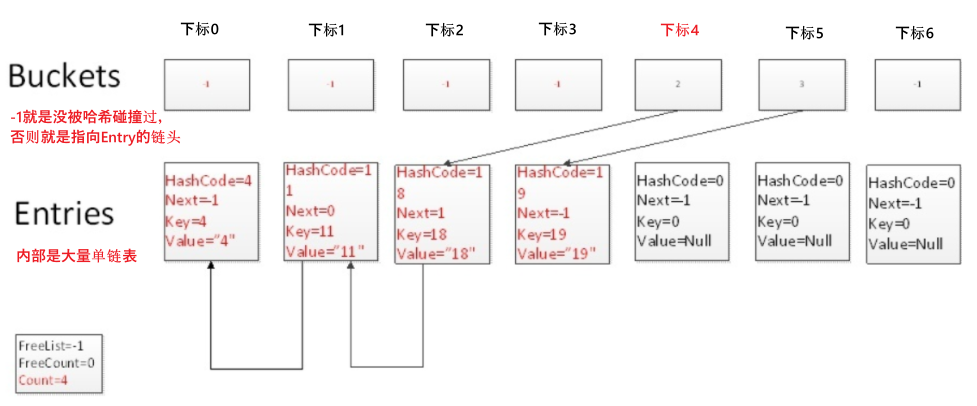 下标0 下标1 下标2 下标3 下标4 下标5 下标6
Buckets
-1 -1 -1 -1 2 3 -1
-1就是没被哈希碰撞过，
否则就是指向Entry的链头
Entries
内部是大量单链表
HashCode=4
Next=-1
Key=4
Value="4"
HashCode=1
1
Next=0
Key=11
Value="11"
HashCode=1
8
Next=1
Key=18
Value="18"
HashCode=1
9
Next=-1
Key=19
Value="19"
HashCode=0
Next=-1
Key=0
Value=Null
HashCode=0
Next=-1
Key=0
Value=Null
HashCode=0
Next=-1
Key=0
Value=Null
FreeList=-1
FreeCount=0
Count=4